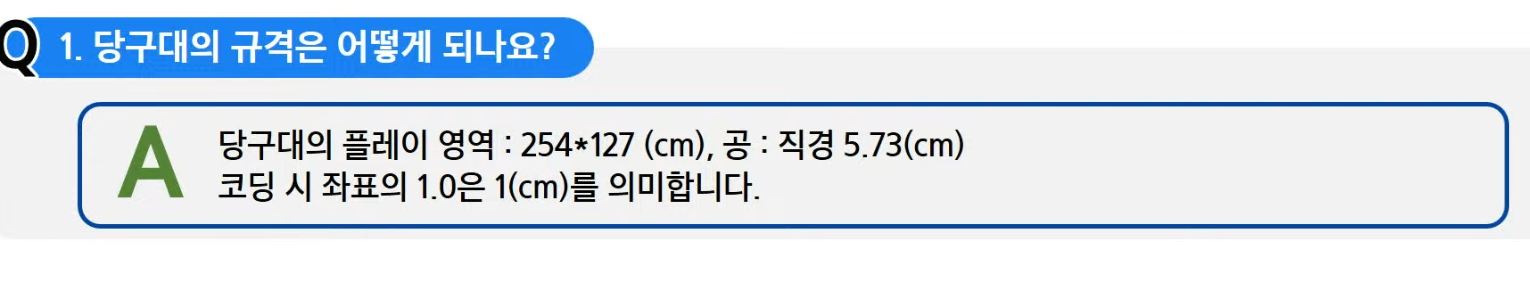 Q 1. 당구대의 규격은 어떻게 되나요?
A 당구대의 플레이 영역 : 254*127 (cm), 공 : 직경 5.73(cm)
코딩 시 좌표의 1.0은 1(cm)를 의미합니다.